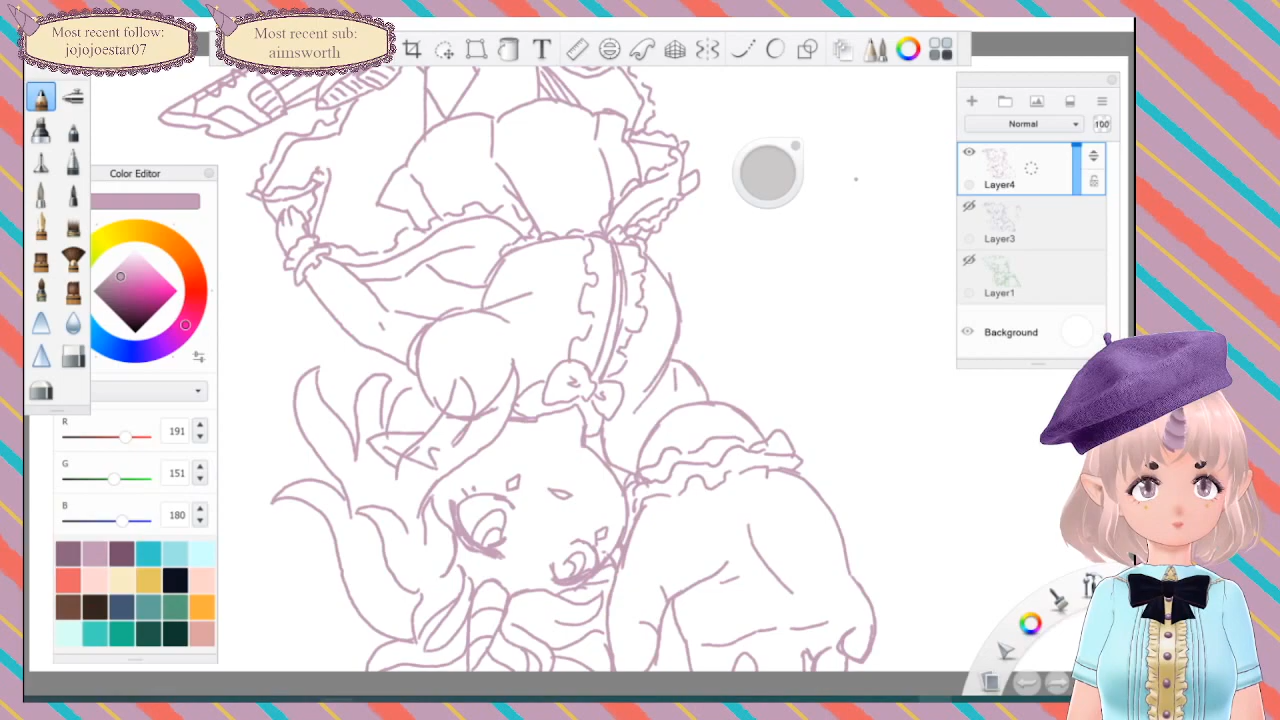 Most recent follow:
jojojoestar07
Most recent sub:
aimsworth
T
Color Editor
R
191
G
151
B
180
Normal
100
Layer4
Layer3
Layer1
Background